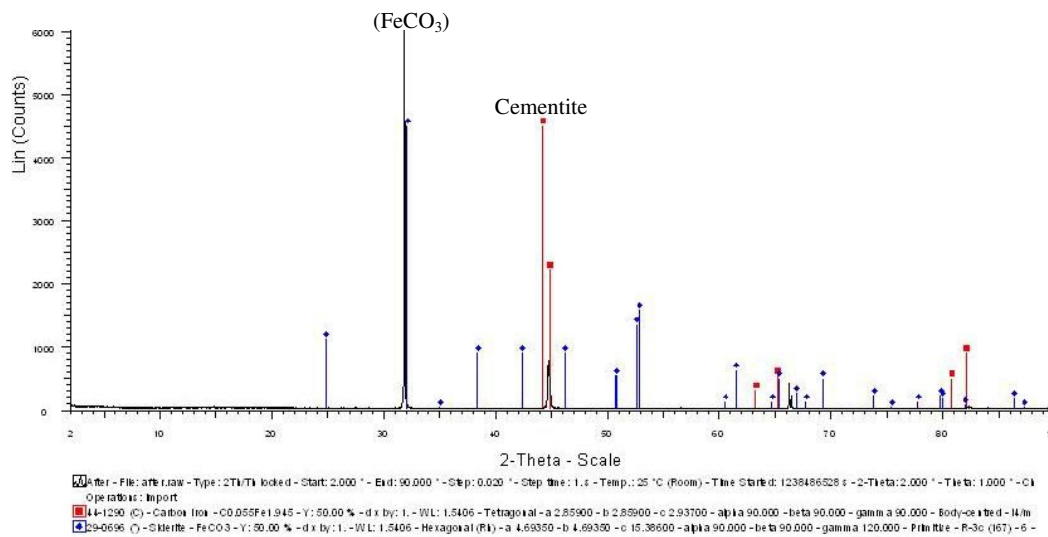 (FeCO₃)
6000
Cementite
5000
4000
3000
2000
1000
0
Lin (Counts)
2 10 20 30 40 50 60 70 80 90
2-Theta - Scale
After - File: after.raw - Type: 2Th/Th locked - Start: 2.000 ° - End: 90.000 ° - Step: 0.020 ° - Step time: 1. s - Temp.: 25 °C (Room) - Time Started: 1238486528 s - 2-Theta: 2.000 ° - Theta: 1.000 ° - Ch
Operations: Import
44-1290 (C) - Carbon Iron - C0.055Fe1.945 - Y: 50.00 % - d x by: 1. - WL: 1.5406 - Tetragonal - a 2.85900 - b 2.85900 - c 2.93700 - alpha 90.000 - beta 90.000 - gamma 90.000 - Body-centred - I4/m
29-0696 (*) - Siderite - FeCO3 - Y: 50.00 % - d x by: 1. - WL: 1.5406 - Hexagonal (Rh) - a 4.69350 - b 4.69350 - c 15.38600 - alpha 90.000 - beta 90.000 - gamma 120.000 - Primitive - R-3c (167) - 6 -